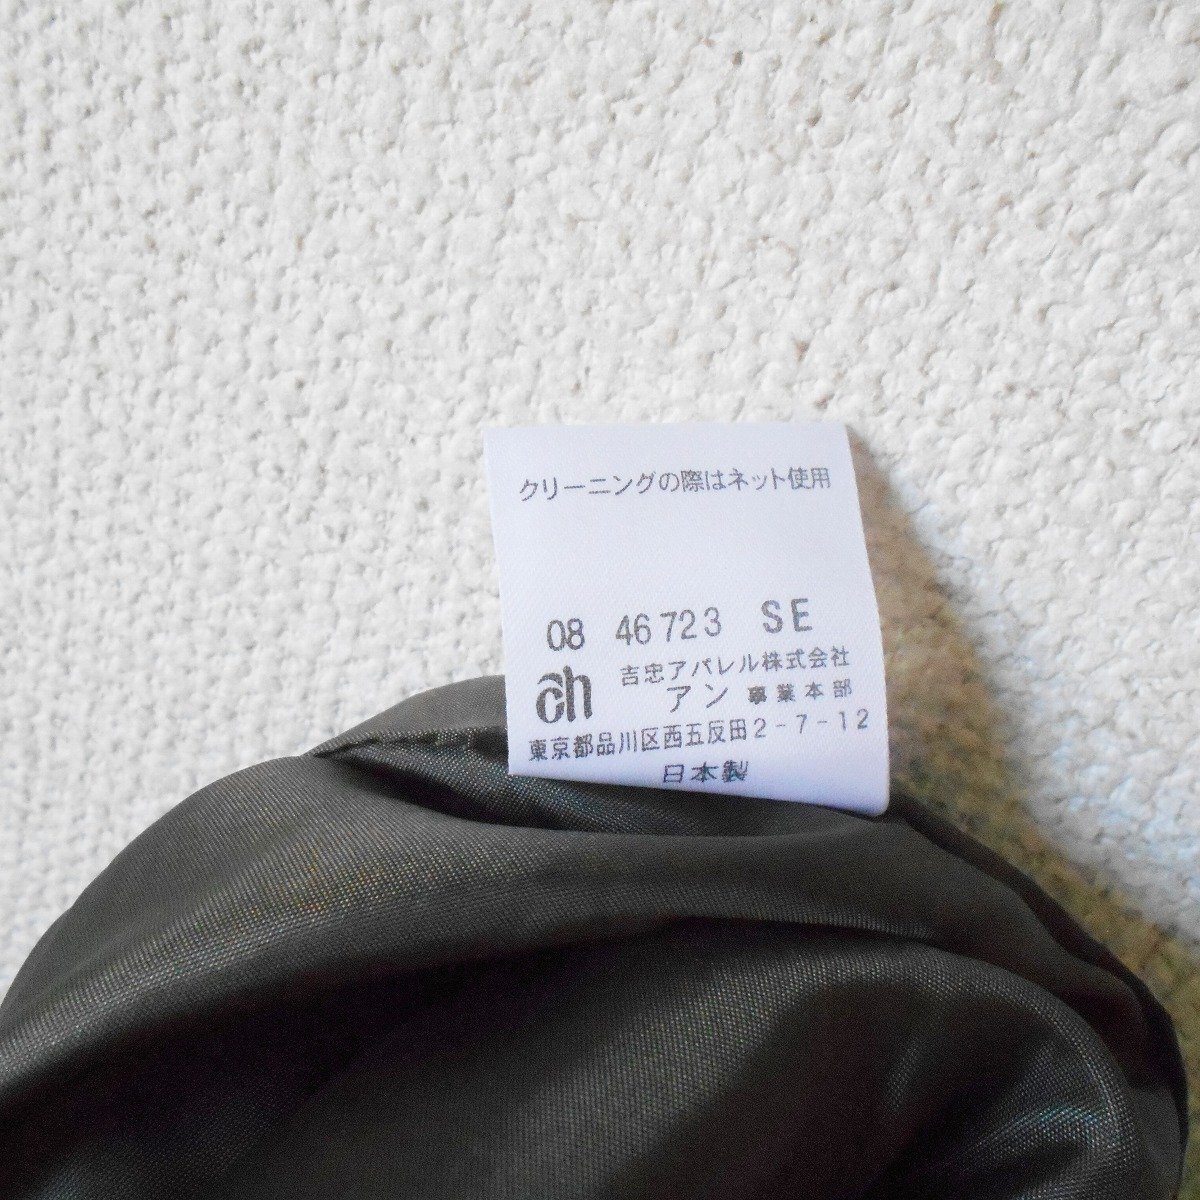 クリーニングの際はネット使用
08 46723 SE
吉忠アパレル株式会社
ah アン 事業本部
東京都品川区西五反田2-7-12
日本製